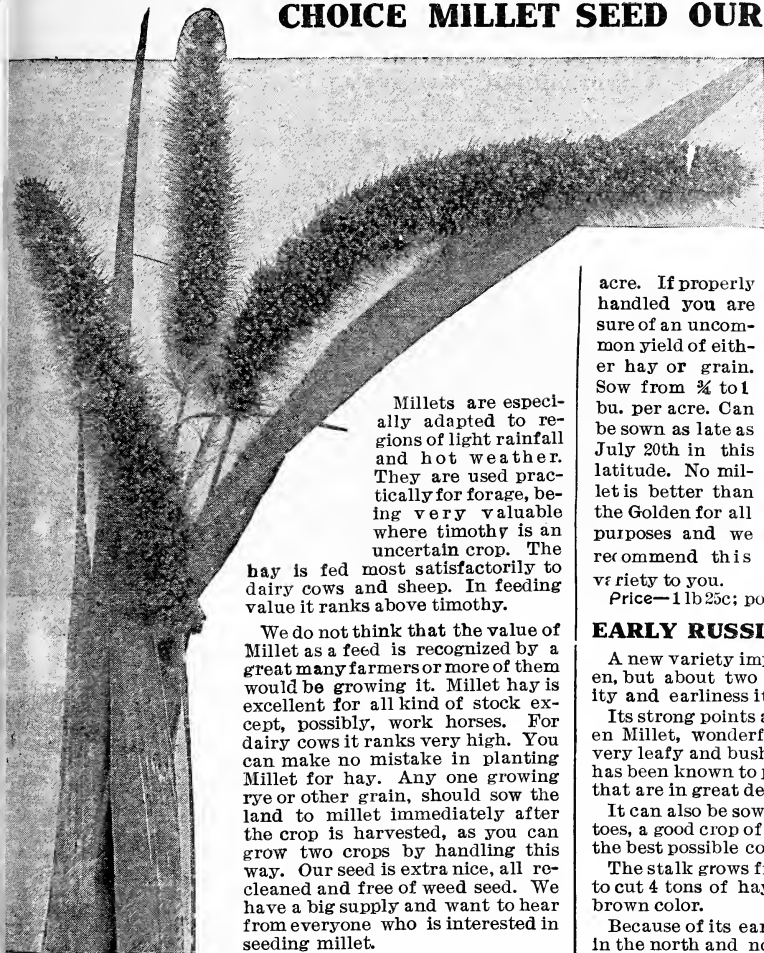 CHOICE MILLET SEED OUR
Millets are especi-
ally adapted to re-
gions of light rainfall
and hot weather.
They are used prac-
tically for forage, be-
ing very valuable
where timothy is an
uncertain crop. The
hay is fed most satisfactorily to
dairy cows and sheep. In feeding
value it ranks above timothy.
We do not think that the value of
Millet as a feed is recognized by a
great many farmers or more of them
would be growing it. Millet hay is
excellent for all kind of stock ex-
cept, possibly, work horses. For
dairy cows it ranks very high. You
can make no mistake in planting
Millet for hay. Any one growing
rye or other grain, should sow the
land to millet immediately after
the crop is harvested, as you can
grow two crops by handling this
way. Our seed is extra nice, all re-
cleaned and free of weed seed. We
have a big supply and want to hear
from everyone who is interested in
seeding millet.
acre. If properly
handled you are
sure of an uncom-
mon yield of eith-
er hay or grain.
Sow from ¾ to 1
bu. per acre. Can
be sown as late as
July 20th in this
latitude. No mil-
let is better than
the Golden for all
purposes and we
recommend this
variety to you.
Price—1 lb 25c; po
EARLY RUSSI
A new variety im
en, but about two
ity and earliness it
Its strong points a
en Millet, wonderf
very leafy and bush
has been known to
that are in great de
It can also be sow
toes, a good crop of
the best possible co
The stalk grows f
to cut 4 tons of hay
brown color.
Because of its ear
in the north and no